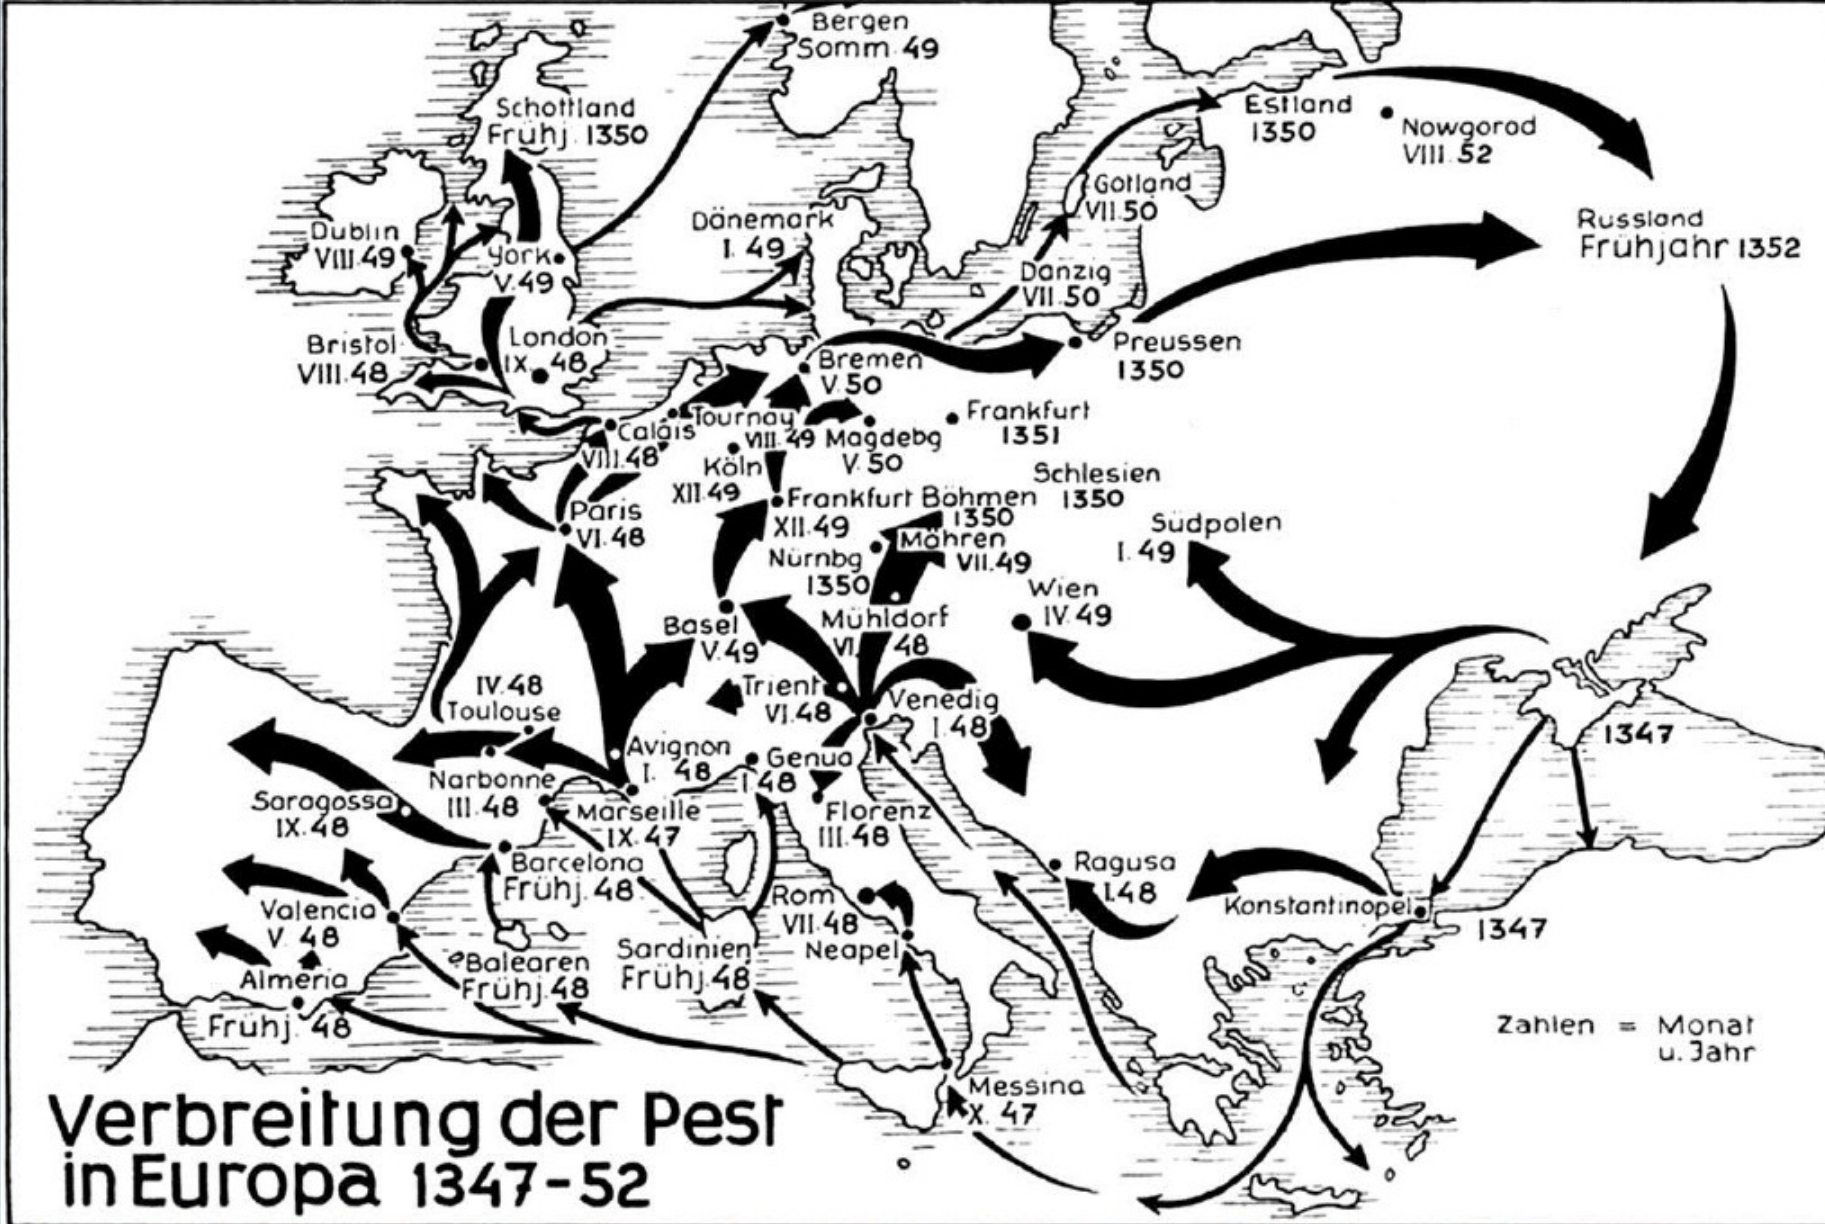 Bergen
Somm. 49
Schottland
Frühj. 1350
Estland
1350
Nowgorod
VIII. 52
Gotland
VII. 50
Dänemark
I. 49
Russland
Frühjahr 1352
Dublin
VIII. 49
York
V. 49
Danzig
VII. 50
London
IX. 48
Bristol
VIII. 48
Preussen
1350
Bremen
V. 50
Calais
VIII. 48
Tournay
VIII. 49
Magdebg
V. 50
Frankfurt
1351
Köln
XII. 49
Schlesien
1350
Frankfurt
XII. 49
Böhmen
1350
Paris
VI. 48
Mähren
VII. 49
Nürnbg
1350
Südpolen
I. 49
Wien
IV. 49
Basel
V. 49
Mühldorf
VI. 48
Trient
VI. 48
Venedig
I. 48
IV. 48
Toulouse
Avignon
I. 48
Genua
I. 48
1347
Narbonne
III. 48
Marseille
IX. 47
Florenz
III. 48
Saragossa
IX. 48
Barcelona
Frühj. 48
Ragusa
I. 48
Rom
VII. 48
Neapel
Konstantinopel
1347
Valencia
V. 48
Sardinien
Frühj. 48
Balearen
Frühj. 48
Almeria
Frühj. 48
Zahlen = Monat
u. Jahr
Messina
X. 47
Verbreitung der Pest
in Europa 1347-52